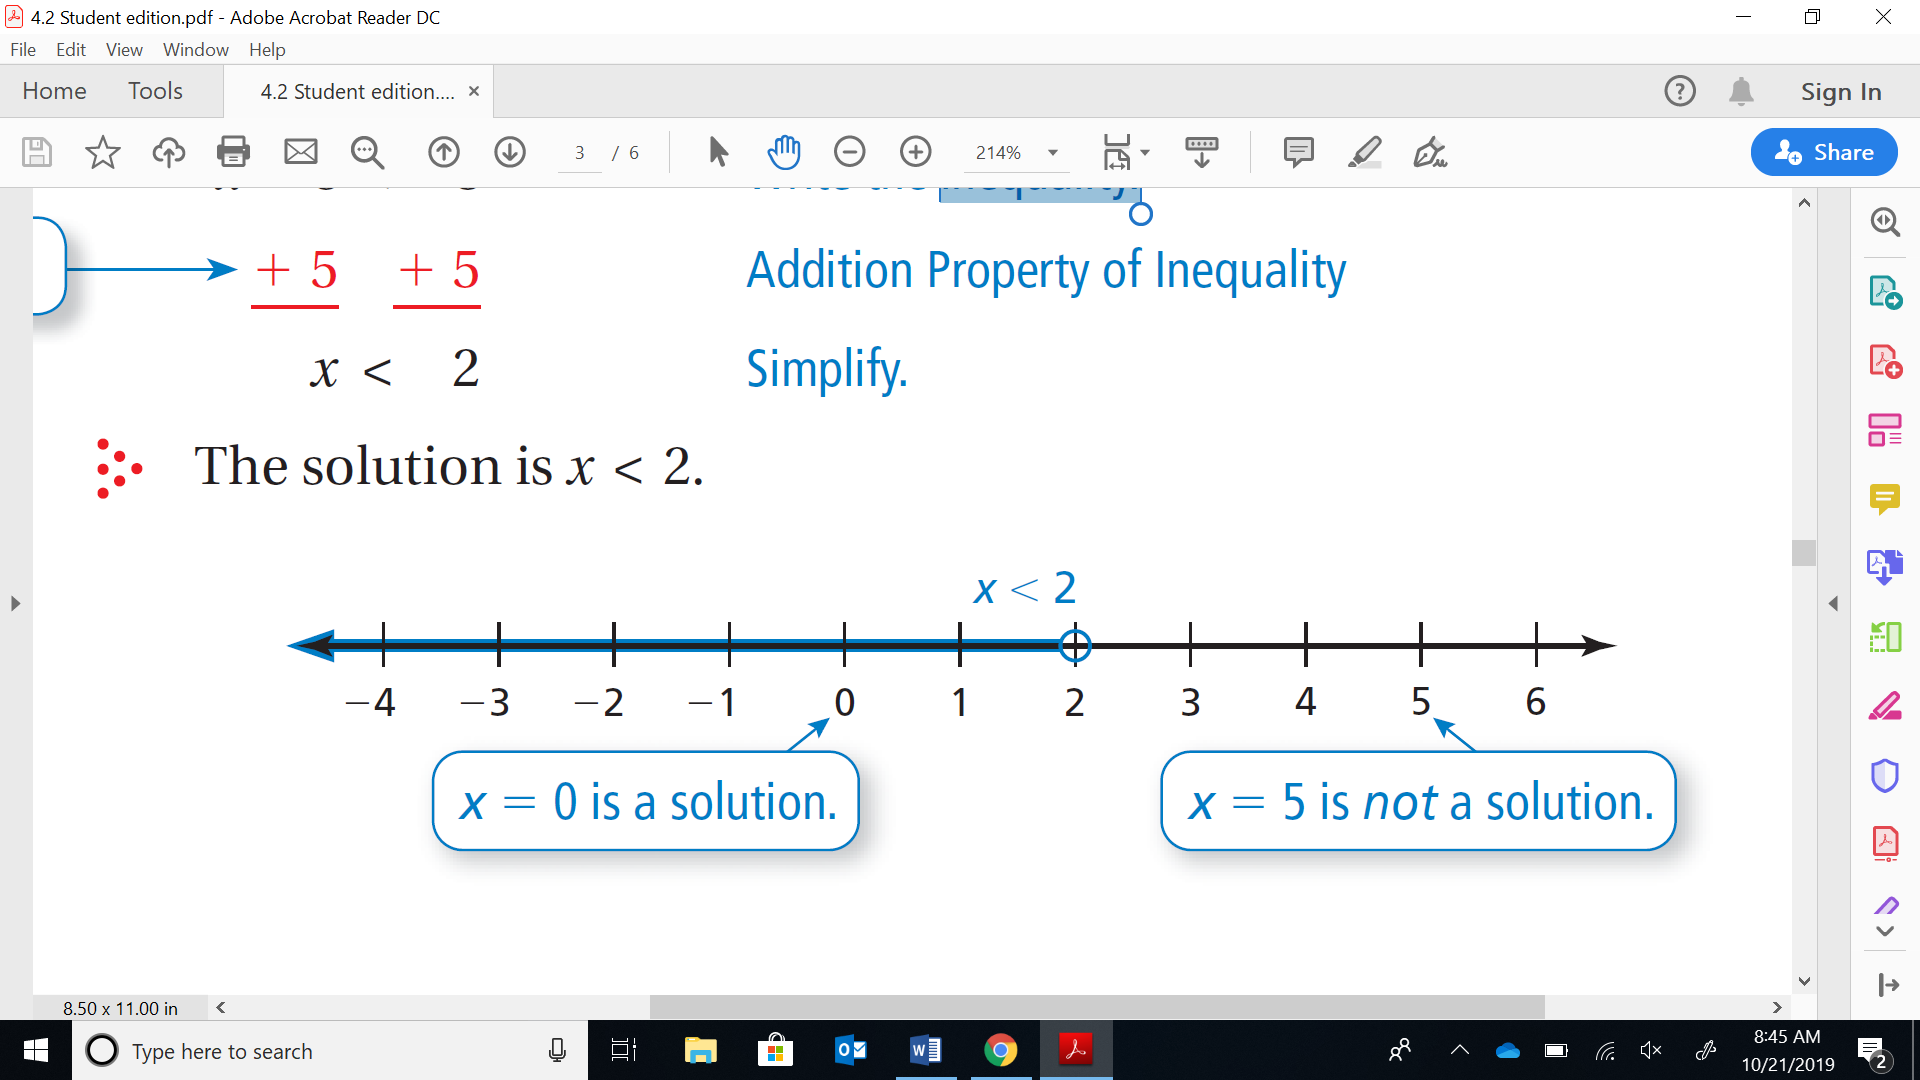 4.2 Student edition.pdf - Adobe Acrobat Reader DC
File Edit View Window Help
Home Tools 4.2 Student edition.... × Sign In
3 / 6 214% Share
Addition Property of Inequality
+ 5 + 5
x < 2 Simplify.
The solution is x < 2.
x < 2
−4 −3 −2 −1 0 1 2 3 4 5 6
x = 0 is a solution. x = 5 is not a solution.
8.50 x 11.00 in
Type here to search
8:45 AM
10/21/2019
2